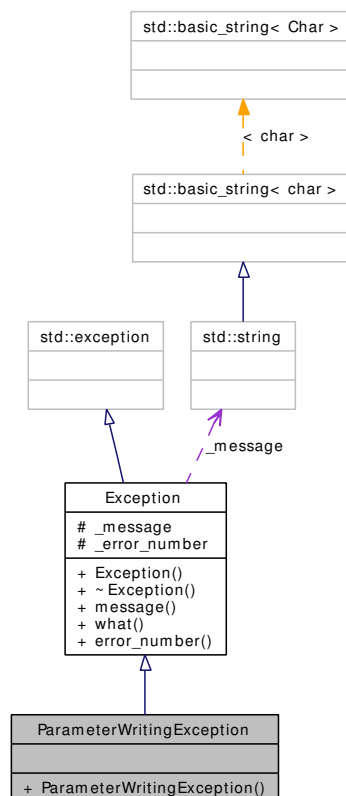 std::basic_string< Char >
< char >
std::basic_string< char >
std::exception
std::string
_message
Exception
# _message
# _error_number
+ Exception()
+ ~Exception()
+ message()
+ what()
+ error_number()
ParameterWritingException
+ ParameterWritingException()